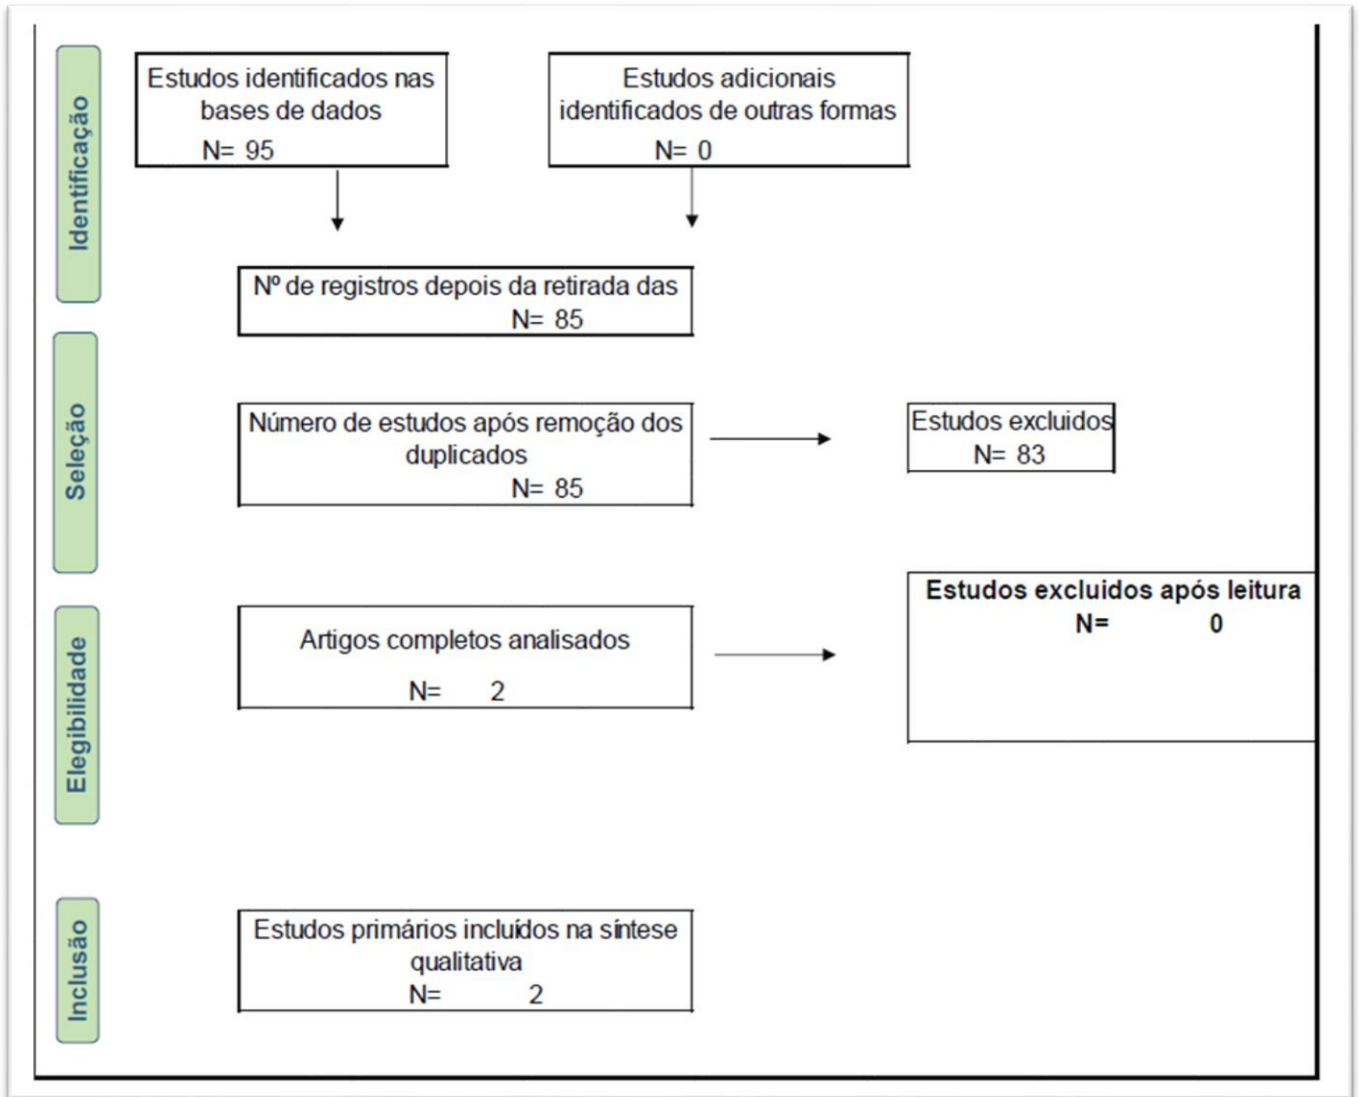 Identificação
Estudos identificados nas
bases de dados
N= 95
Estudos adicionais
identificados de outras formas
N= 0
Nº de registros depois da retirada das
N= 85
Seleção
Número de estudos após remoção dos
duplicados
N= 85
Estudos excluidos
N= 83
Elegibilidade
Artigos completos analisados
N= 2
Estudos excluidos após leitura
N= 0
Inclusão
Estudos primários incluídos na síntese
qualitativa
N= 2